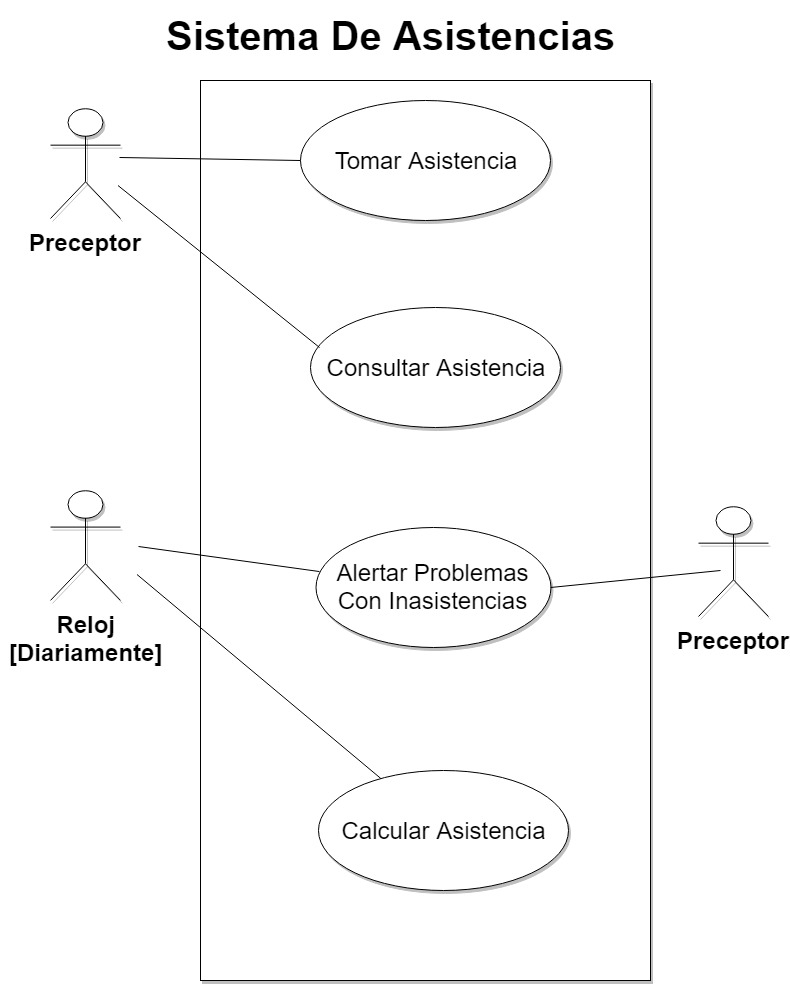 Sistema De Asistencias
Tomar Asistencia
Preceptor
Consultar Asistencia
Alertar Problemas
Con Inasistencias
Reloj
[Diariamente]
Preceptor
Calcular Asistencia